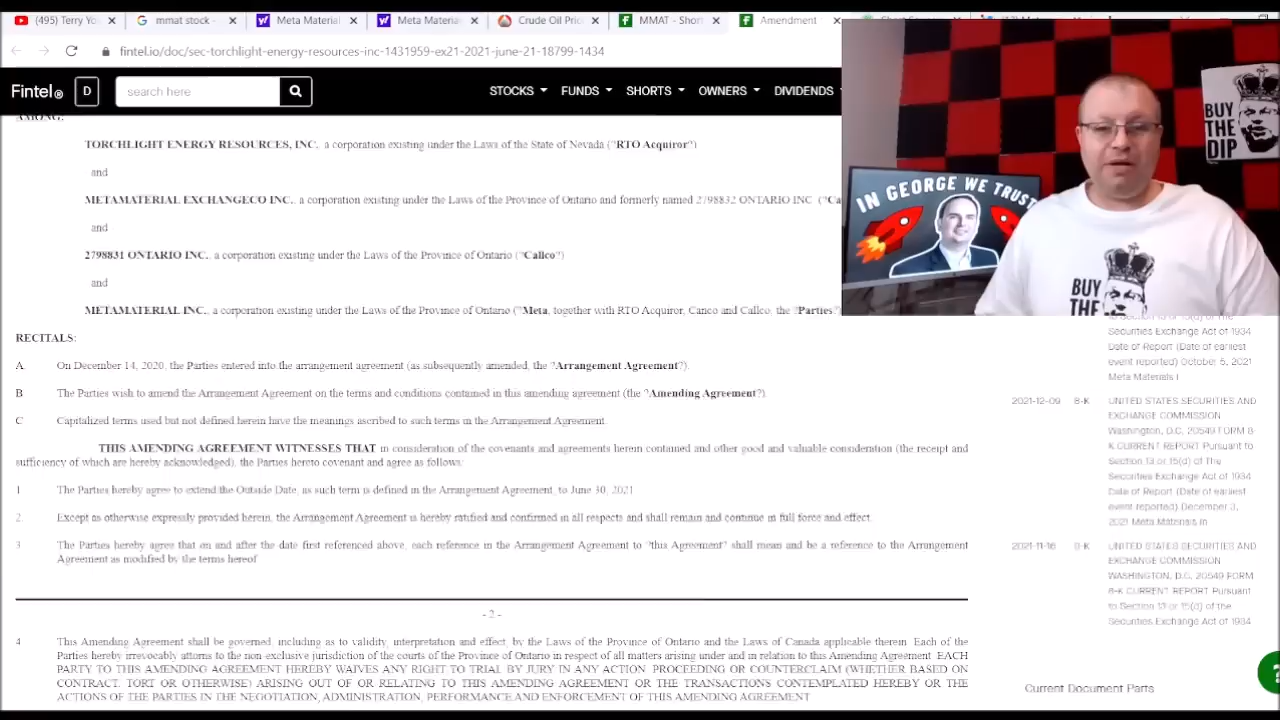 (495) Terry Yo
mmat stock -
Meta Material
Meta Materia
Crude Oil Pric
MMAT - Short
Amendment
fintel.io/doc/sec-torchlight-energy-resources-inc-1431959-ex21-2021-june-21-18799-1434
Fintel® D search here STOCKS FUNDS SHORTS OWNERS DIVIDENDS
AMONG:
TORCHLIGHT ENERGY RESOURCES, INC., a corporation existing under the Laws of the State of Nevada ("RTO Acquiror?)
and
METAMATERIAL EXCHANGECO INC., a corporation existing under the Laws of the Province of Ontario and formerly named 2798832 ONTARIO INC. (?Ca
and
2798831 ONTARIO INC., a corporation existing under the Laws of the Province of Ontario (?Callco?)
and
METAMATERIAL INC., a corporation existing under the Laws of the Province of Ontario (?Meta, together with RTO Acquiror, Canco and Callco, the ?Parties?
RECITALS:
A. On December 14, 2020, the Parties entered into the arrangement agreement (as subsequently amended, the ?Arrangement Agreement?).
B. The Parties wish to amend the Arrangement Agreement on the terms and conditions contained in this amending agreement (the ?Amending Agreement?).
C. Capitalized terms used but not defined herein have the meanings ascribed to such terms in the Arrangement Agreement.
THIS AMENDING AGREEMENT WITNESSES THAT in consideration of the covenants and agreements herein contained and other good and valuable consideration (the receipt and
sufficiency of which are hereby acknowledged), the Parties hereto covenant and agree as follows:
1. The Parties hereby agree to extend the Outside Date, as such term is defined in the Arrangement Agreement, to June 30, 2021.
2. Except as otherwise expressly provided herein, the Arrangement Agreement is hereby ratified and confirmed in all respects and shall remain and continue in full force and effect.
3. The Parties hereby agree that on and after the date first referenced above, each reference in the Arrangement Agreement to "this Agreement" shall mean and be a reference to the Arrangement
Agreement as modified by the terms hereof.
- 2 -
4. This Amending Agreement shall be governed, including as to validity, interpretation and effect, by the Laws of the Province of Ontario and the Laws of Canada applicable therein. Each of the
Parties hereby irrevocably attorns to the non-exclusive jurisdiction of the courts of the Province of Ontario in respect of all matters arising under and in relation to this Amending Agreement. EACH
PARTY TO THIS AMENDING AGREEMENT HEREBY WAIVES ANY RIGHT TO TRIAL BY JURY IN ANY ACTION, PROCEEDING OR COUNTERCLAIM (WHETHER BASED ON
CONTRACT, TORT OR OTHERWISE) ARISING OUT OF OR RELATING TO THIS AMENDING AGREEMENT OR THE TRANSACTIONS CONTEMPLATED HEREBY OR THE
ACTIONS OF THE PARTIES IN THE NEGOTIATION, ADMINISTRATION, PERFORMANCE AND ENFORCEMENT OF THIS AMENDING AGREEMENT.
IN GEORGE WE TRUST
BUY
THE
DIP
BUY
THE
to Section 13 or 15(d) of The
Securities Exchange Act of 1934
Date of Report (Date of earliest
event reported) October 5, 2021
Meta Materials I
2021-12-09 8-K UNITED STATES SECURITIES AND
EXCHANGE COMMISSION
Washington, D.C. 20549 FORM 8-
K CURRENT REPORT Pursuant
to Section 13 or 15(d) of The
Securities Exchange Act of 1934
Date of Report (Date of earliest
event reported) December 3,
2021 Meta Materials In
2021-11-16 8-K UNITED STATES SECURITIES AND
EXCHANGE COMMISSION
WASHINGTON, D.C. 20549 FORM
8-K CURRENT REPORT Pursuant
to Section 13 or 15(d) of the
Securities Exchange Act of 1934
Current Document Parts